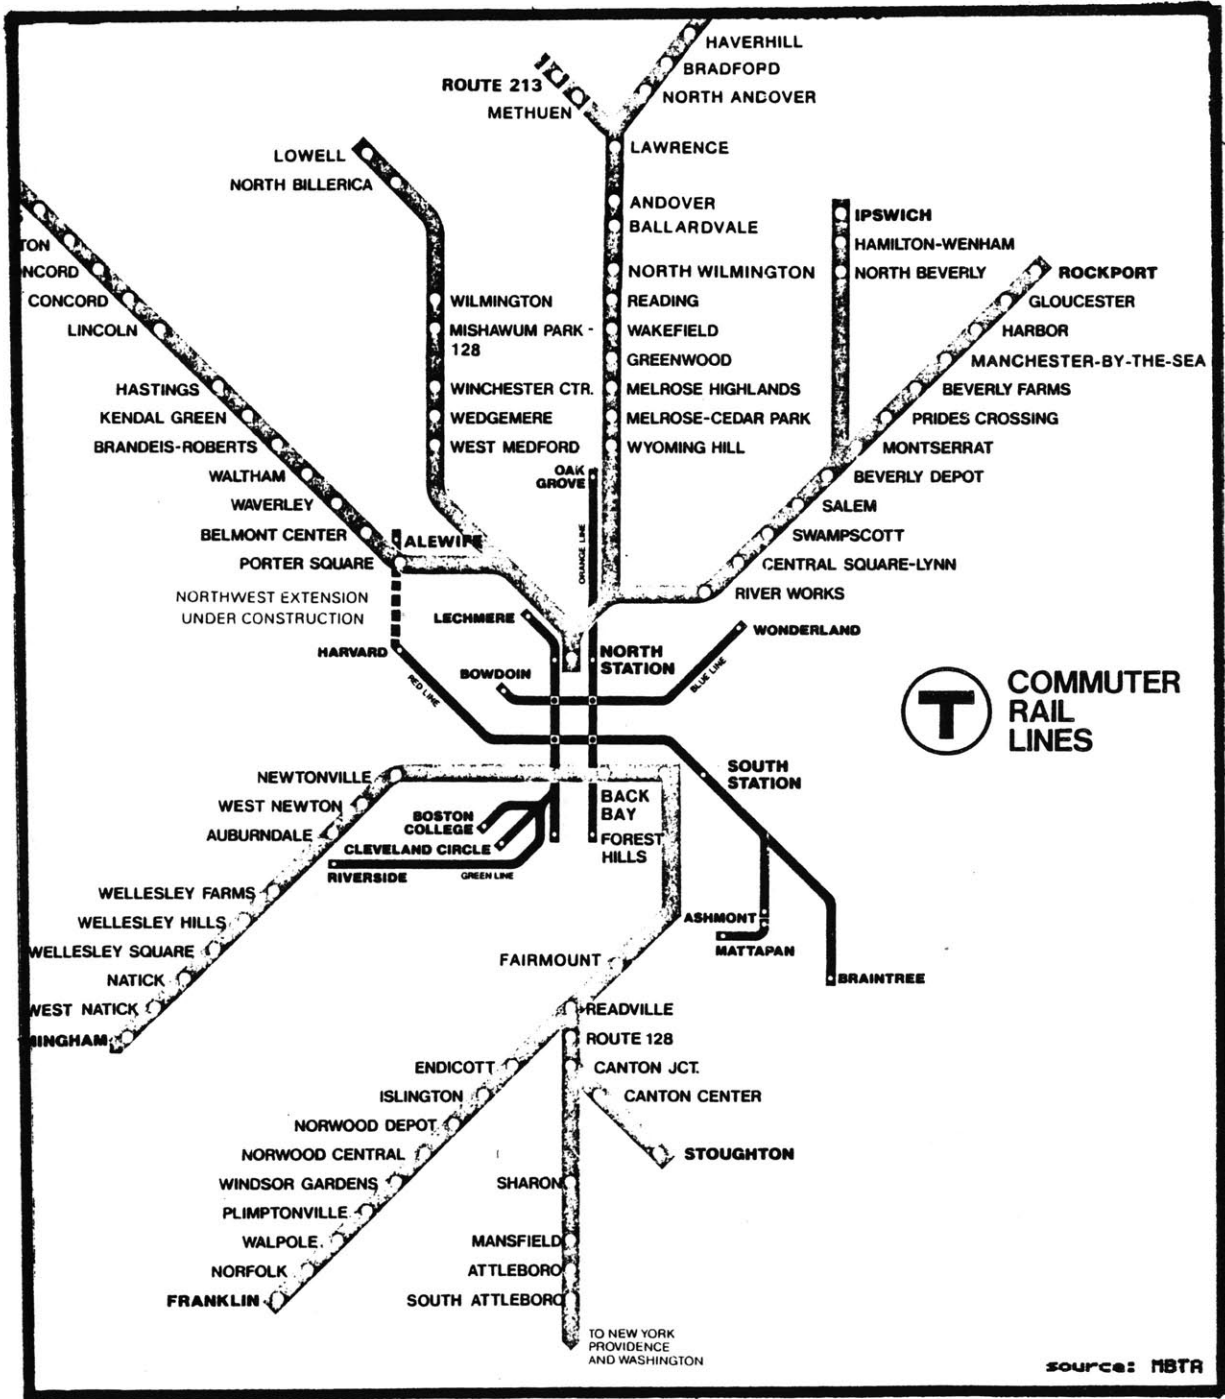 HAVERHILL
BRADFORD
NORTH ANDOVER
ROUTE 213
METHUEN
LAWRENCE
ANDOVER
BALLARDVALE
NORTH WILMINGTON
READING
WAKEFIELD
GREENWOOD
MELROSE HIGHLANDS
MELROSE-CEDAR PARK
WYOMING HILL
LOWELL
NORTH BILLERICA
WILMINGTON
MISHAWUM PARK -
128
WINCHESTER CTR.
WEDGEMERE
WEST MEDFORD
OAK
GROVE
ORANGE LINE
IPSWICH
HAMILTON-WENHAM
NORTH BEVERLY
ROCKPORT
GLOUCESTER
HARBOR
MANCHESTER-BY-THE-SEA
BEVERLY FARMS
PRIDES CROSSING
MONTSERRAT
BEVERLY DEPOT
SALEM
SWAMPSCOTT
CENTRAL SQUARE-LYNN
RIVER WORKS
TON
NCORD
CONCORD
LINCOLN
HASTINGS
KENDAL GREEN
BRANDEIS-ROBERTS
WALTHAM
WAVERLEY
BELMONT CENTER
PORTER SQUARE
ALEWIFE
NORTHWEST EXTENSION
UNDER CONSTRUCTION
HARVARD
RED LINE
LECHMERE
BOWDOIN
NORTH
STATION
WONDERLAND
BLUE LINE
T
COMMUTER
RAIL
LINES
SOUTH
STATION
NEWTONVILLE
WEST NEWTON
AUBURNDALE
WELLESLEY FARMS
WELLESLEY HILLS
WELLESLEY SQUARE
NATICK
WEST NATICK
MINGHAM
BACK
BAY
BOSTON
COLLEGE
CLEVELAND CIRCLE
RIVERSIDE
GREEN LINE
FOREST
HILLS
ASHMONT
MATTAPAN
BRAINTREE
FAIRMOUNT
READVILLE
ROUTE 128
CANTON JCT.
CANTON CENTER
STOUGHTON
ENDICOTT
ISLINGTON
NORWOOD DEPOT
NORWOOD CENTRAL
WINDSOR GARDENS
PLIMPTONVILLE
WALPOLE
NORFOLK
FRANKLIN
SHARON
MANSFIELD
ATTLEBORO
SOUTH ATTLEBORO
TO NEW YORK
PROVIDENCE
AND WASHINGTON
source: MBTA